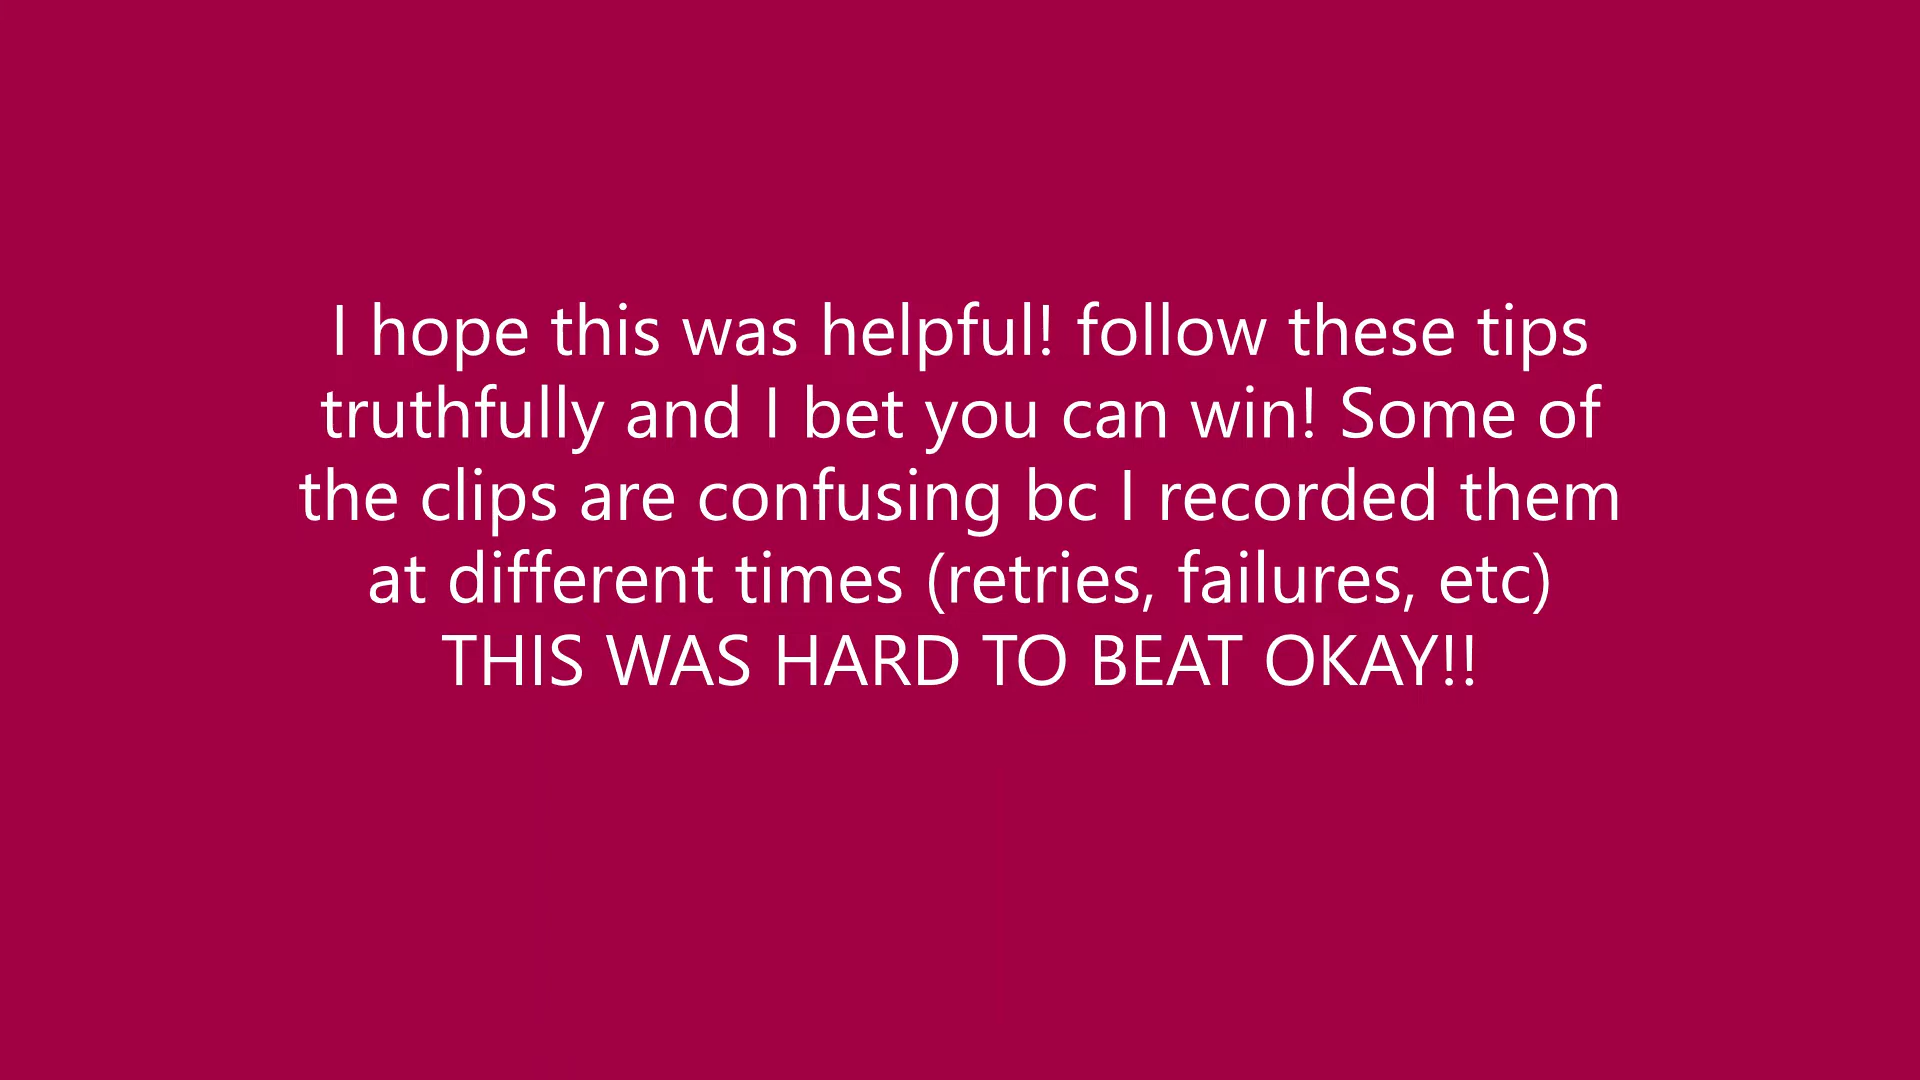 I hope this was helpful! follow these tips
truthfully and I bet you can win! Some of
the clips are confusing bc I recorded them
at different times (retries, failures, etc)
THIS WAS HARD TO BEAT OKAY!!